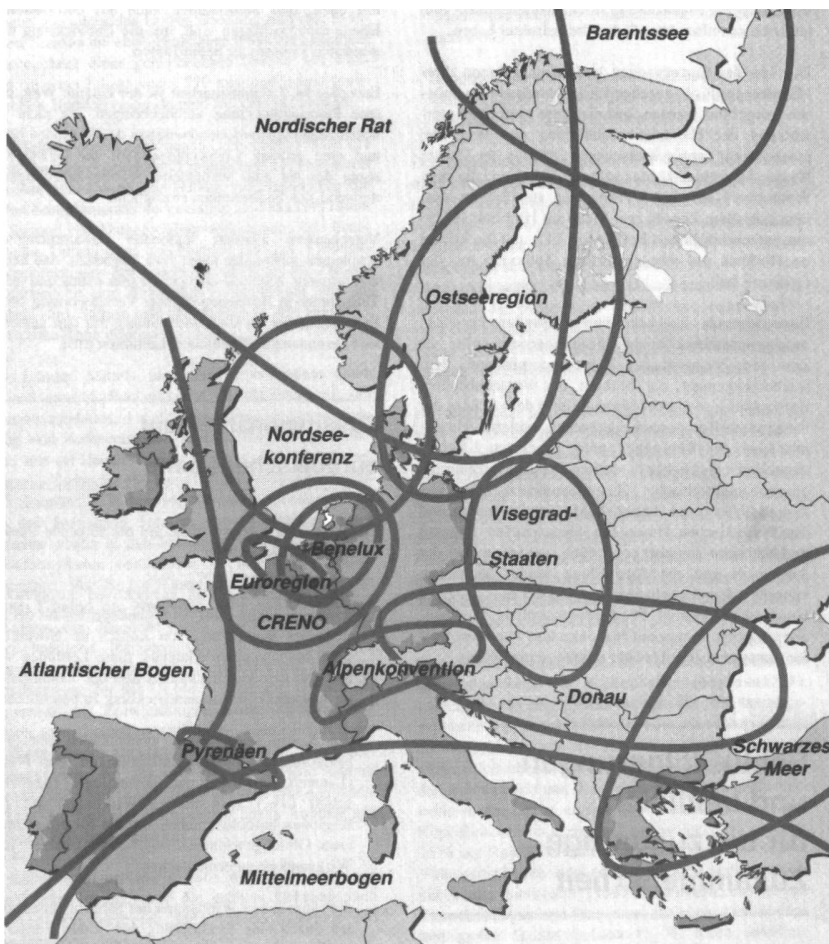 Barentssee
Nordischer Rat
Ostseeregion
Nordsee-
konferenz
Visegrad-
Staaten
Benelux
Euroregion
CRENO
Atlantischer Bogen
Alpenkonvention
Donau
Pyrenäen
Schwarzes
Meer
Mittelmeerbogen